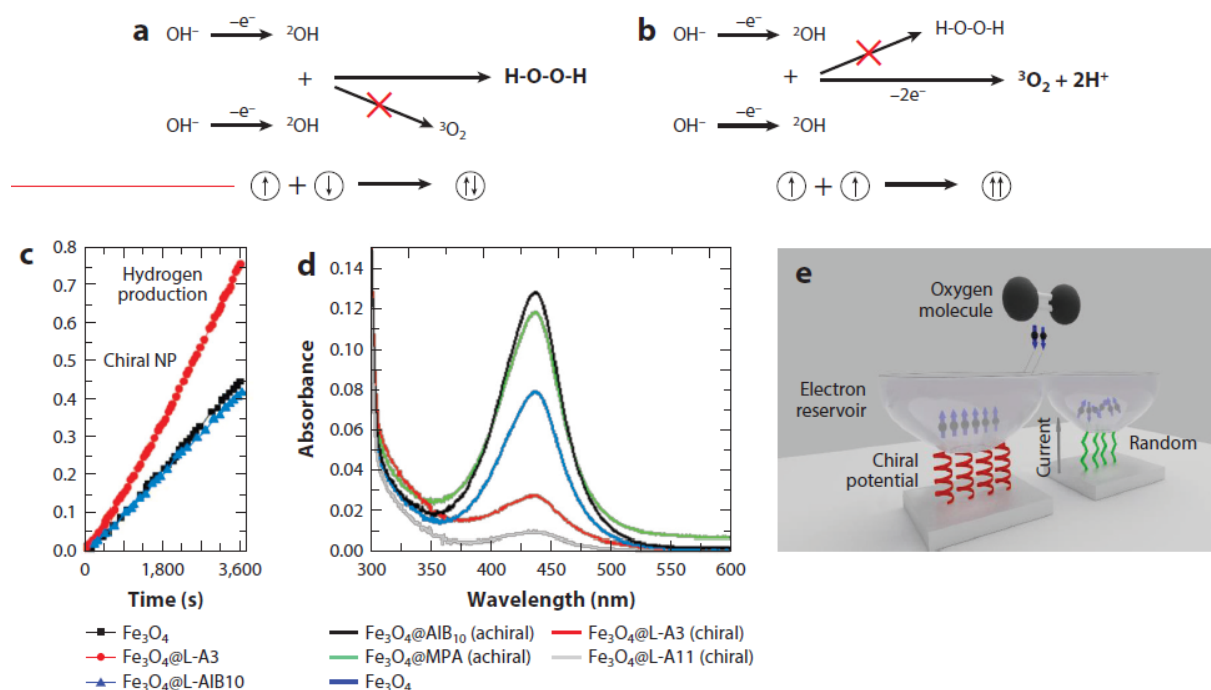 a
OH⁻ –e⁻ ²OH
+ H-O-O-H
³O₂
OH⁻ –e⁻ ²OH
↑ + ↓ ↑↓
b
OH⁻ –e⁻ ²OH H-O-O-H
+ ³O₂ + 2H⁺
–2e⁻
OH⁻ –e⁻ ²OH
↑ + ↑ ↑↑
c
0.8
0.7
0.6
0.5
0.4
0.3
0.2
0.1
0.0
Hydrogen
production
Chiral NP
0 1,800 3,600
Time (s)
Fe₃O₄
Fe₃O₄@L-A3
Fe₃O₄@L-AIB10
d
Absorbance
0.14
0.12
0.10
0.08
0.06
0.04
0.02
0.00
300 350 400 450 500 550 600
Wavelength (nm)
Fe₃O₄@AIB₁₀ (achiral) Fe₃O₄@L-A3 (chiral)
Fe₃O₄@MPA (achiral) Fe₃O₄@L-A11 (chiral)
Fe₃O₄
e
Oxygen
molecule
Electron
reservoir
Chiral
potential
Current
Random